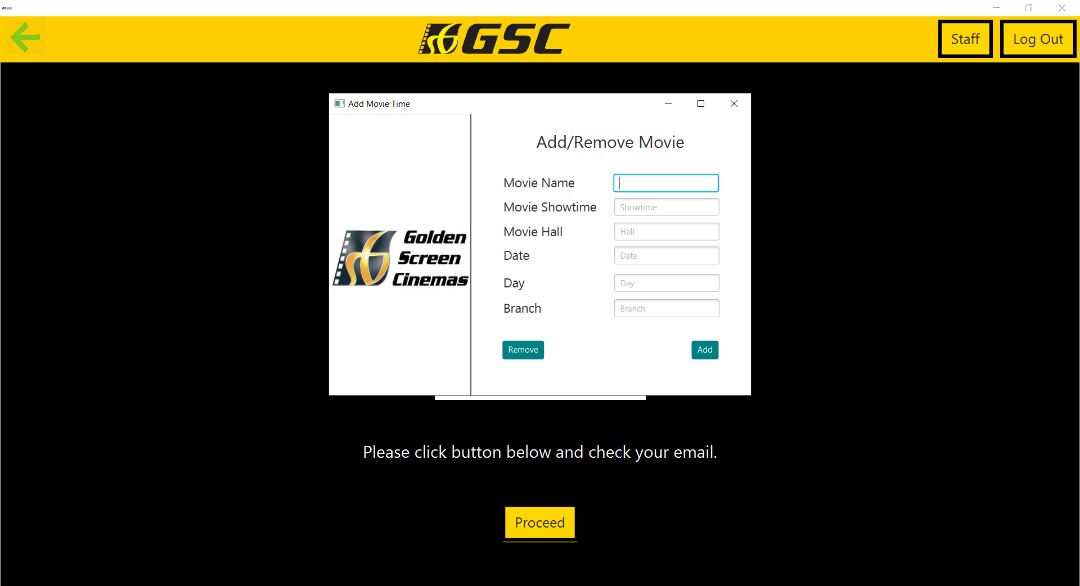 GSC
Staff
Log Out
Add Movie Time
Add/Remove Movie
Movie Name
Movie Showtime
Showtime
Movie Hall
Hall
Date
Date
Day
Day
Branch
Branch
Golden
Screen
Cinemas
Remove
Add
Please click button below and check your email.
Proceed